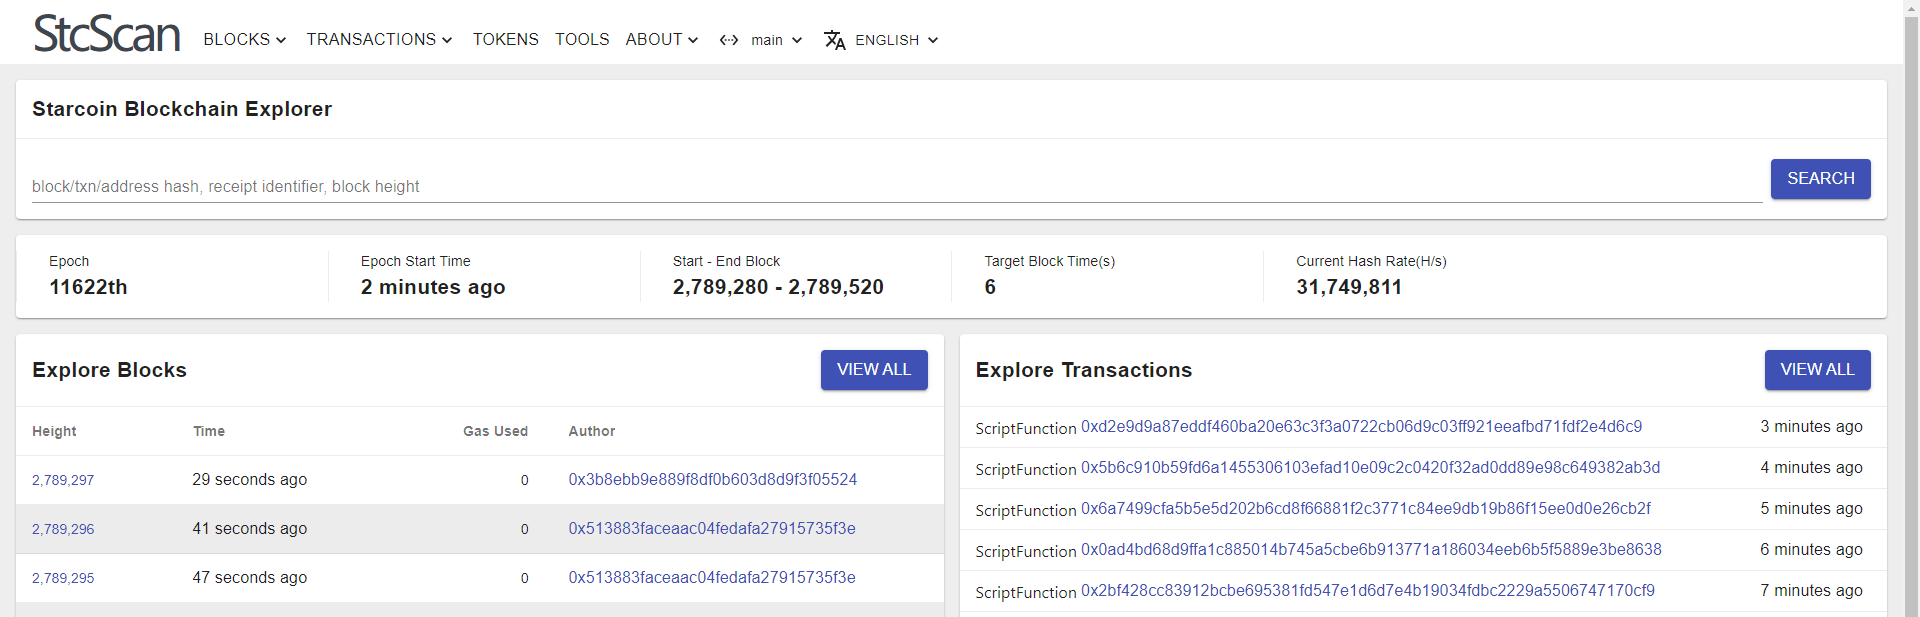 StcScan BLOCKS TRANSACTIONS TOKENS TOOLS ABOUT main ENGLISH
Starcoin Blockchain Explorer
block/txn/address hash, receipt identifier, block height SEARCH
Epoch Epoch Start Time Start - End Block Target Block Time(s) Current Hash Rate(H/s)
11622th 2 minutes ago 2,789,280 - 2,789,520 6 31,749,811
Explore Blocks VIEW ALL
Height Time Gas Used Author
2,789,297 29 seconds ago 0 0x3b8ebb9e889f8df0b603d8d9f3f05524
2,789,296 41 seconds ago 0 0x513883faceaac04fedafa27915735f3e
2,789,295 47 seconds ago 0 0x513883faceaac04fedafa27915735f3e
Explore Transactions VIEW ALL
ScriptFunction 0xd2e9d9a87eddf460ba20e63c3f3a0722cb06d9c03ff921eeafbd71fdf2e4d6c9 3 minutes ago
ScriptFunction 0x5b6c910b59fd6a1455306103efad10e09c2c0420f32ad0dd89e98c649382ab3d 4 minutes ago
ScriptFunction 0x6a7499cfa5b5e5d202b6cd8f66881f2c3771c84ee9db19b86f15ee0d0e26cb2f 5 minutes ago
ScriptFunction 0x0ad4bd68d9ffa1c885014b745a5cbe6b913771a186034eeb6b5f5889e3be8638 6 minutes ago
ScriptFunction 0x2bf428cc83912bcbe695381fd547e1d6d7e4b19034fdbc2229a5506747170cf9 7 minutes ago